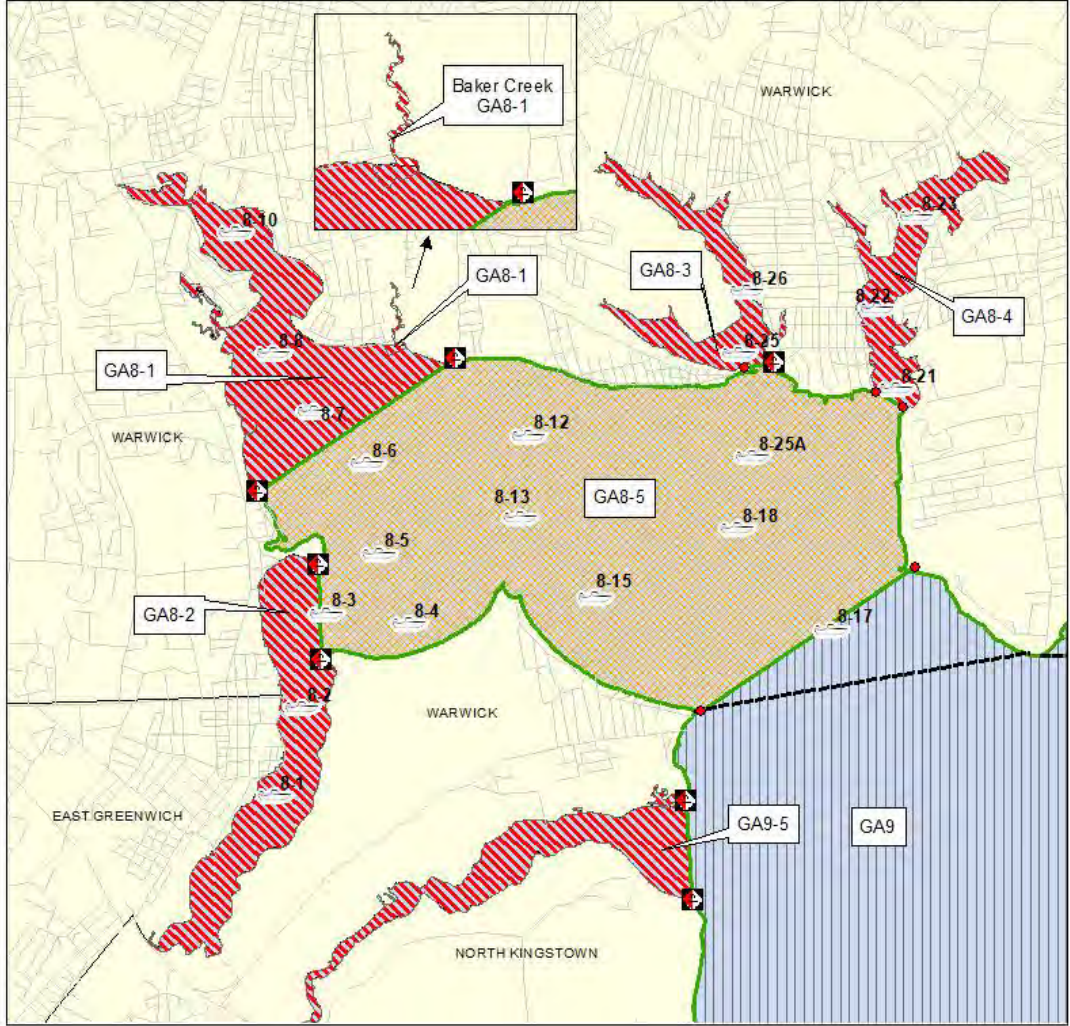 Baker Creek
GA8-1
WARWICK
8-10
8-23
GA8-1
GA8-3
8-26
8-22
GA8-4
8-8
8-25
GA8-1
8-21
8-7
WARWICK
8-12
8-6
8-25A
8-13
GA8-5
8-18
8-5
8-15
8-3
8-4
GA8-2
8-17
8-2
WARWICK
8-1
EAST GREENWICH
GA9-5
GA9
NORTH KINGSTOWN